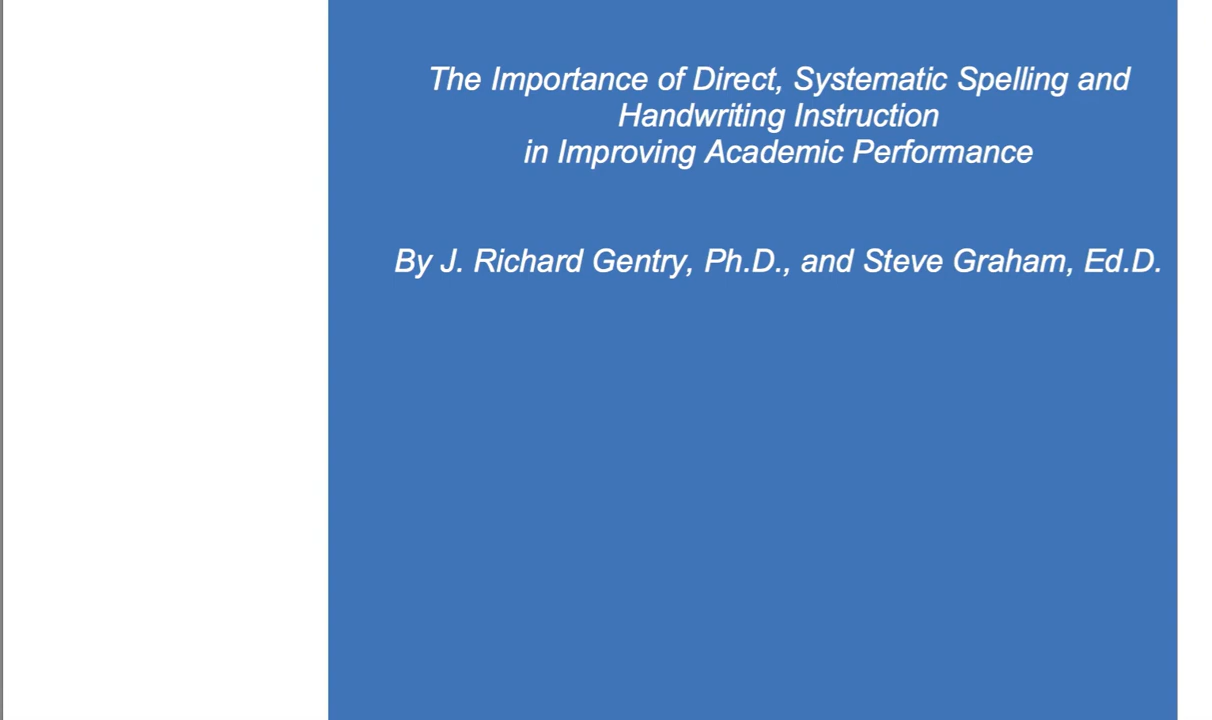 The Importance of Direct, Systematic Spelling and
Handwriting Instruction
in Improving Academic Performance
By J. Richard Gentry, Ph.D., and Steve Graham, Ed.D.